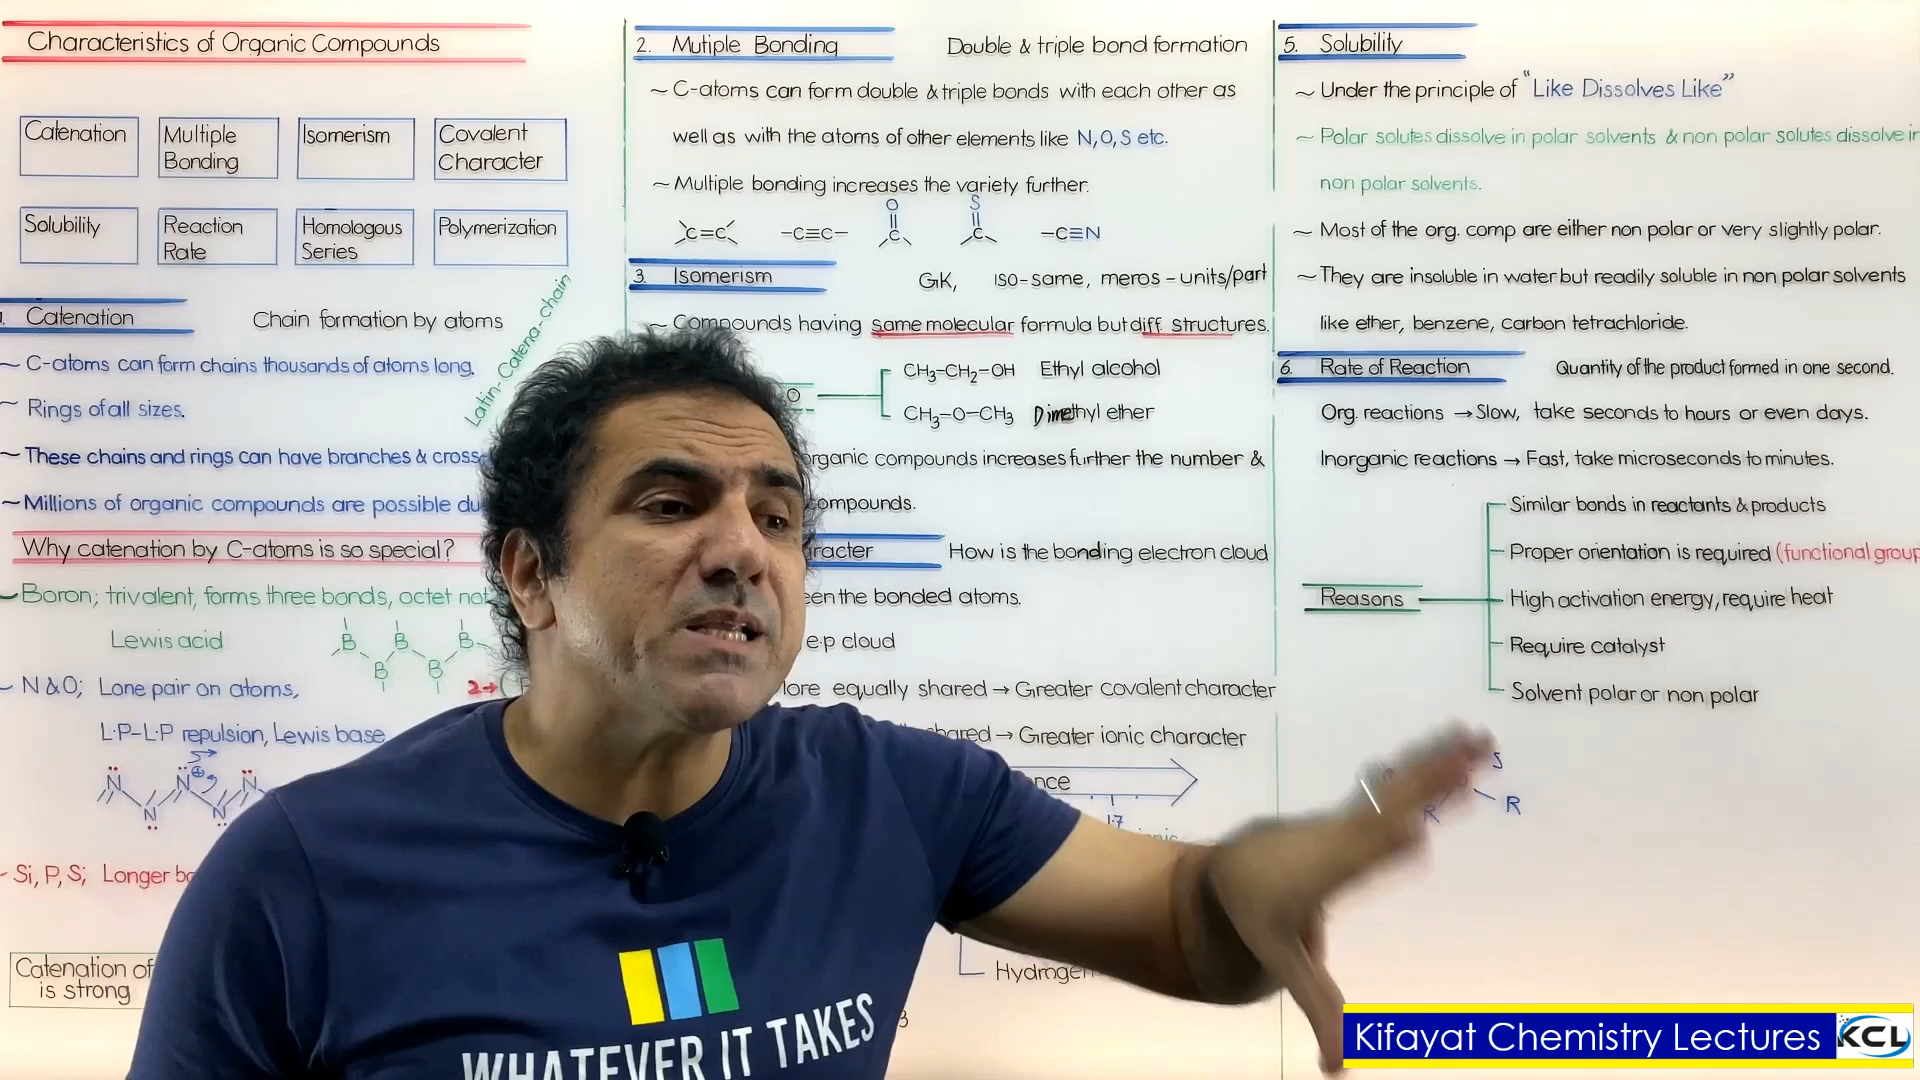 Characteristics of Organic Compounds
Catenation
Multiple
Bonding
Isomerism
Covalent
Character
Solubility
Reaction
Rate
Homologous
Series
Polymerization
1. Catenation
Chain formation by atoms
Latin-Catena-chain
~ C-atoms can form chains thousands of atoms long.
~ Rings of all sizes.
~ These chains and rings can have branches & cross
~ Millions of organic compounds are possible du
Why catenation by C-atoms is so special?
~ Boron; trivalent, forms three bonds, octet not
Lewis acid
B B B
B B
~ N & O; Lone pair on atoms,
2→
L·P-L·P repulsion, Lewis base
N N N
N N
~ Si, P, S; Longer bo
Catenation of
is strong
2. Mutiple Bonding
Double & triple bond formation
~ C-atoms can form double & triple bonds with each other as
well as with the atoms of other elements like N, O, S etc.
~ Multiple bonding increases the variety further.
O S
C=C -C≡C- C C -C≡N
3. Isomerism
GK, iso-same, meros-units/part
~ Compounds having same molecular formula but diff structures.
O
CH3-CH2-OH Ethyl alcohol
CH3-O-CH3 Dimethyl ether
organic compounds increases further the number &
compounds.
racter
How is the bonding electron cloud
een the bonded atoms.
e·p cloud
lore equally shared → Greater covalent character
hared → Greater ionic character
nce
1·7
Hydrogen
3
5. Solubility
~ Under the principle of "Like Dissolves Like"
~ Polar solutes dissolve in polar solvents & non polar solutes dissolve in
non polar solvents.
~ Most of the org. comp are either non polar or very slightly polar.
~ They are insoluble in water but readily soluble in non polar solvents
like ether, benzene, carbon tetrachloride.
6. Rate of Reaction
Quantity of the product formed in one second.
Org. reactions → Slow, take seconds to hours or even days.
Inorganic reactions → Fast, take microseconds to minutes.
Reasons
Similar bonds in reactants & products
Proper orientation is required (functional group
High activation energy, require heat
Require catalyst
Solvent polar or non polar
S
R R
WHATEVER IT TAKES
Kifayat Chemistry Lectures KCL